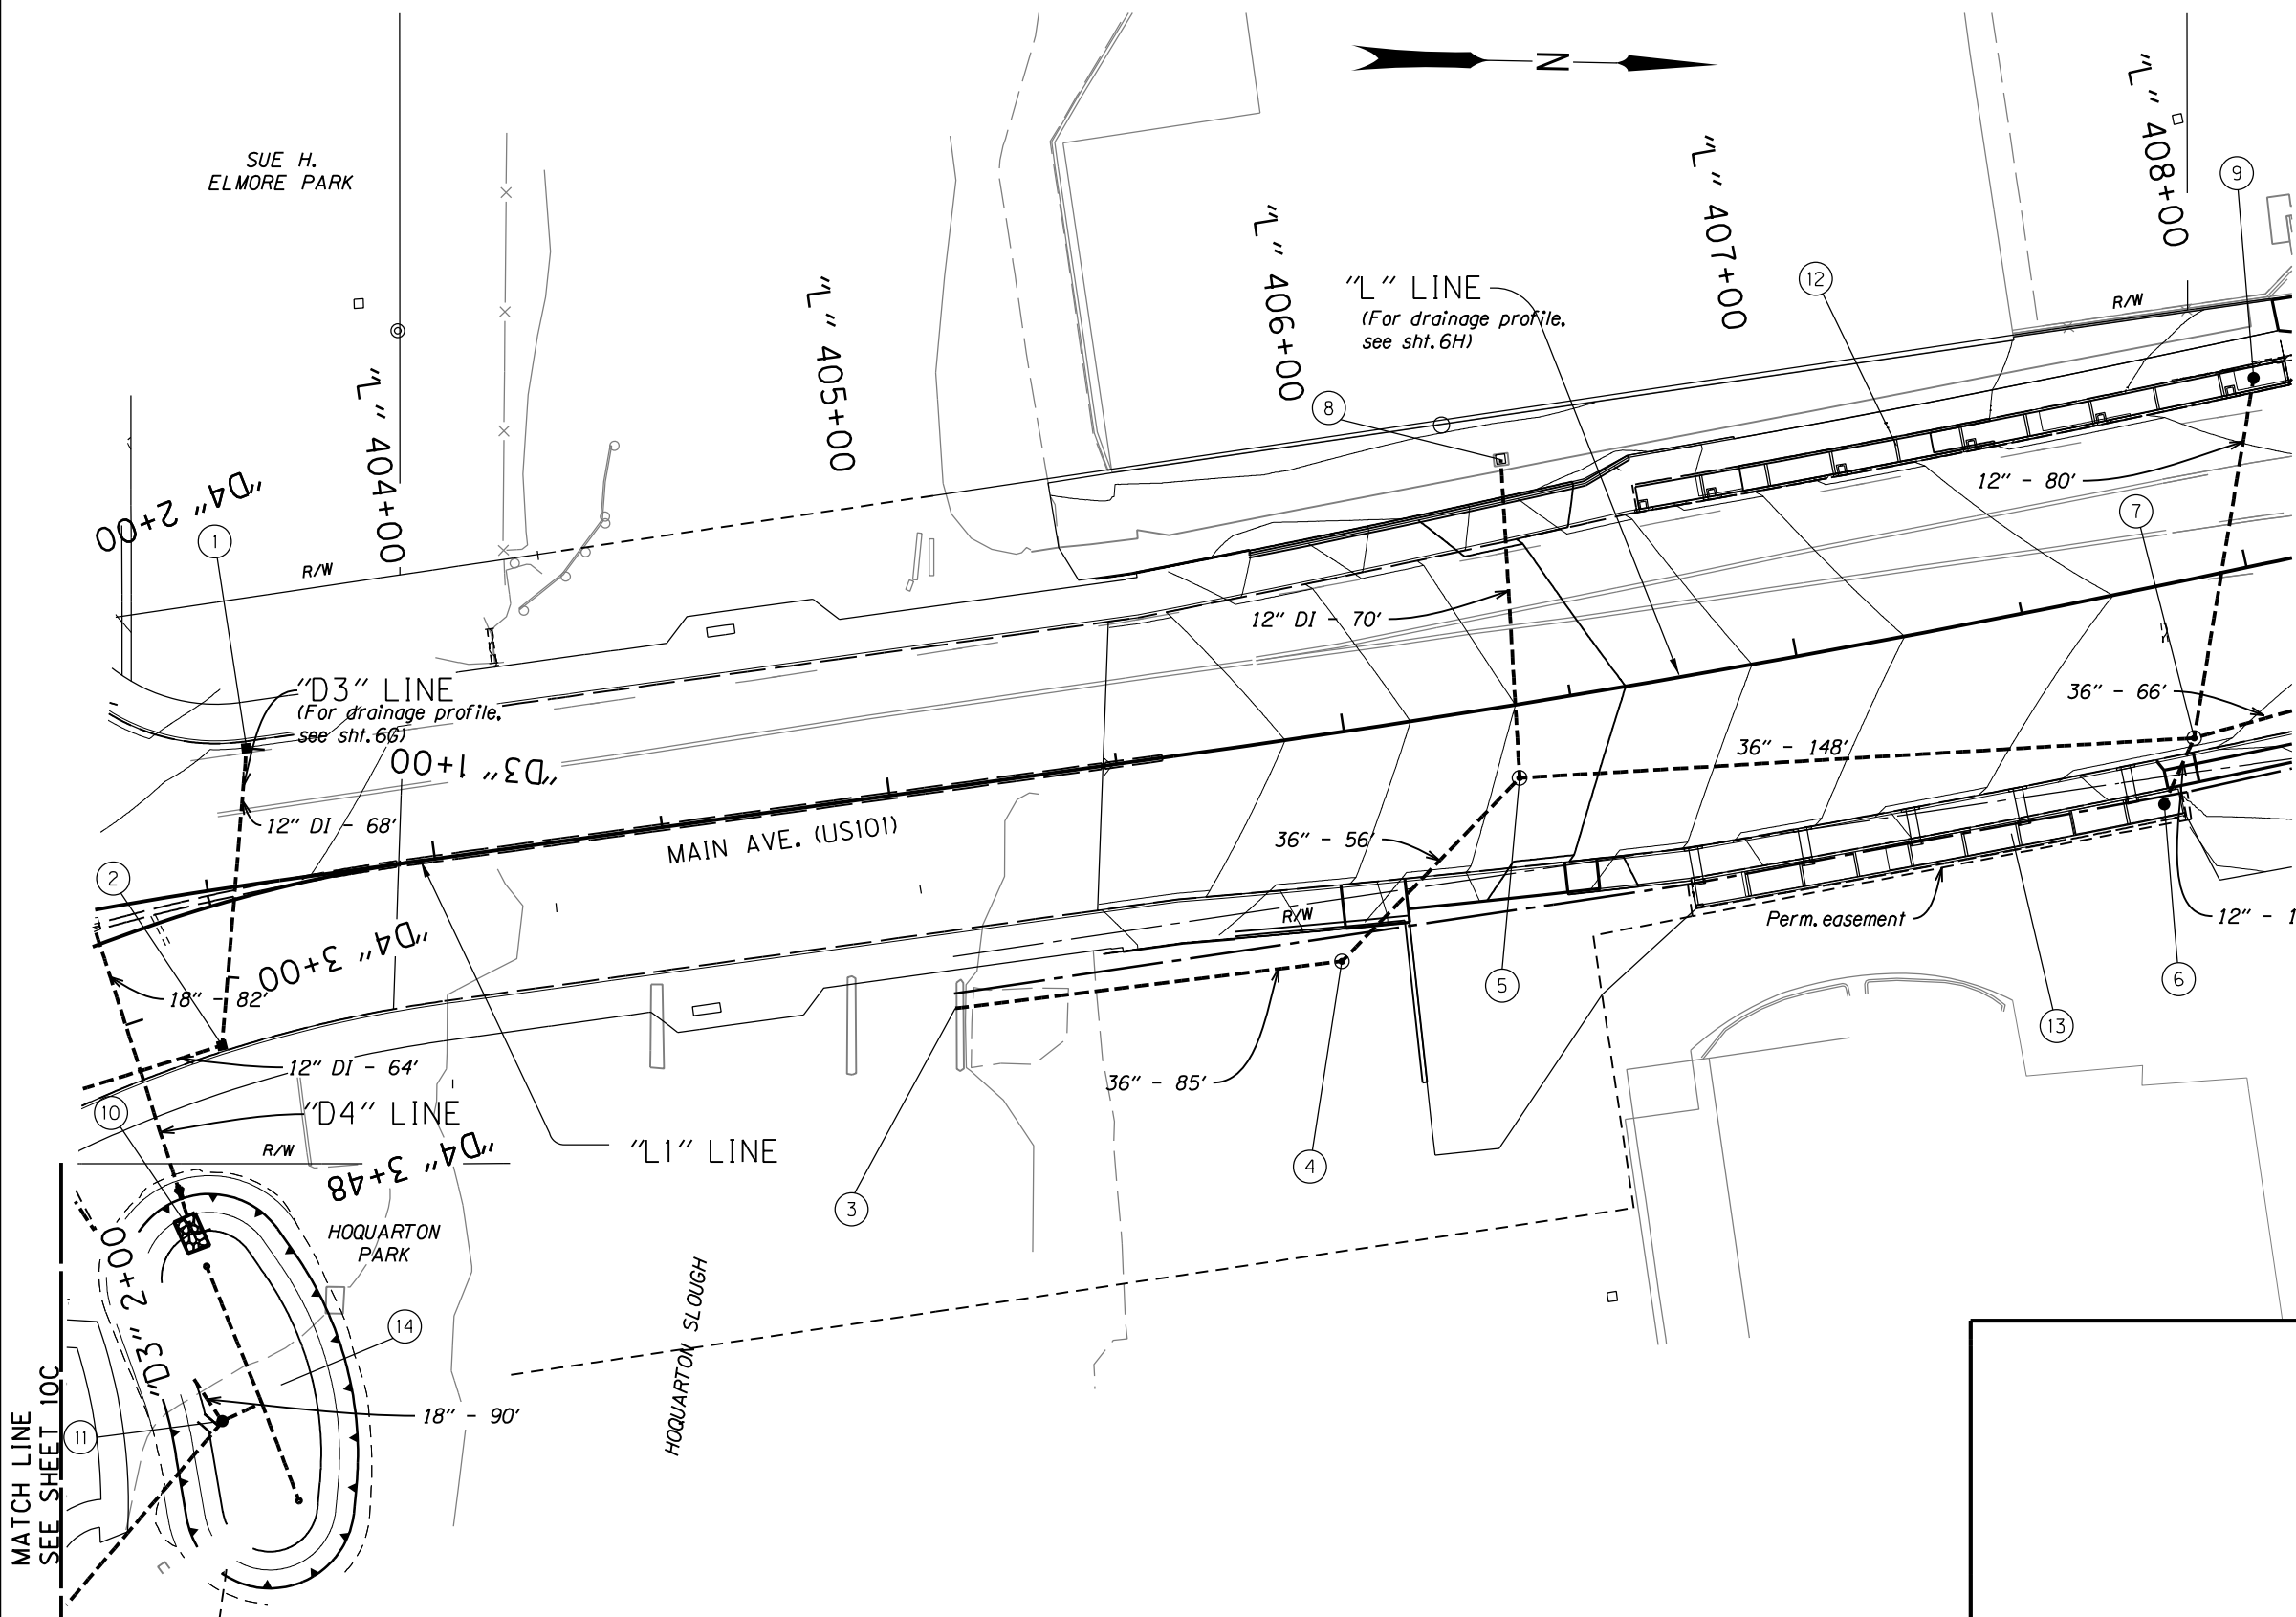 N
SUE H.
ELMORE PARK
"L" 408+00
9
"L" 407+00
"L" 406+00
"L" LINE
(For drainage profile,
see sht.6H)
12
R/W
"L" 405+00
8
"L" 404+00
"D4" 2+00
1
12" - 80'
7
R/W
12" DI - 70'
"D3" LINE
(For drainage profile,
see sht.6G)
36" - 66'
"D3" 1+00
36" - 148'
12" DI - 68'
MAIN AVE. (US101)
36" - 56'
2
R/W
Perm. easement
12" - 1
"D4" 3+00
18" - 82'
5
6
13
12" DI - 64'
36" - 85'
10
"D4" LINE
R/W
"L1" LINE
4
"D4" 3+48
3
HOQUARTON
PARK
"D3" 2+00
14
HOQUARTON SLOUGH
18" - 90'
11
MATCH LINE
SEE SHEET 10C